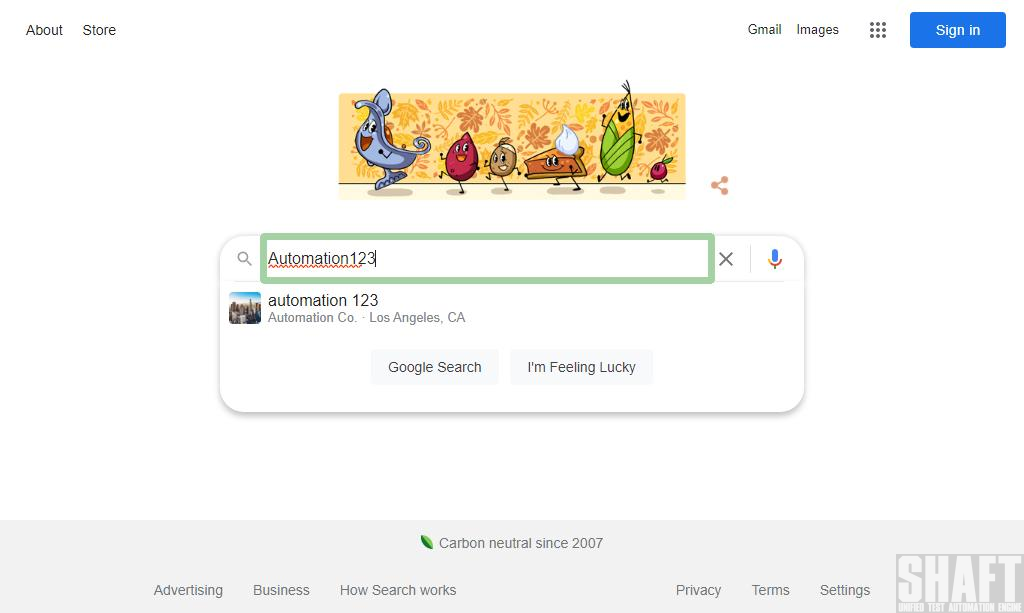 About Store Gmail Images Sign in
Automation123
automation 123
Automation Co. · Los Angeles, CA
Google Search I'm Feeling Lucky
Carbon neutral since 2007
Advertising Business How Search works Privacy Terms Settings
SHAFT
UNIFIED TEST AUTOMATION ENGINE